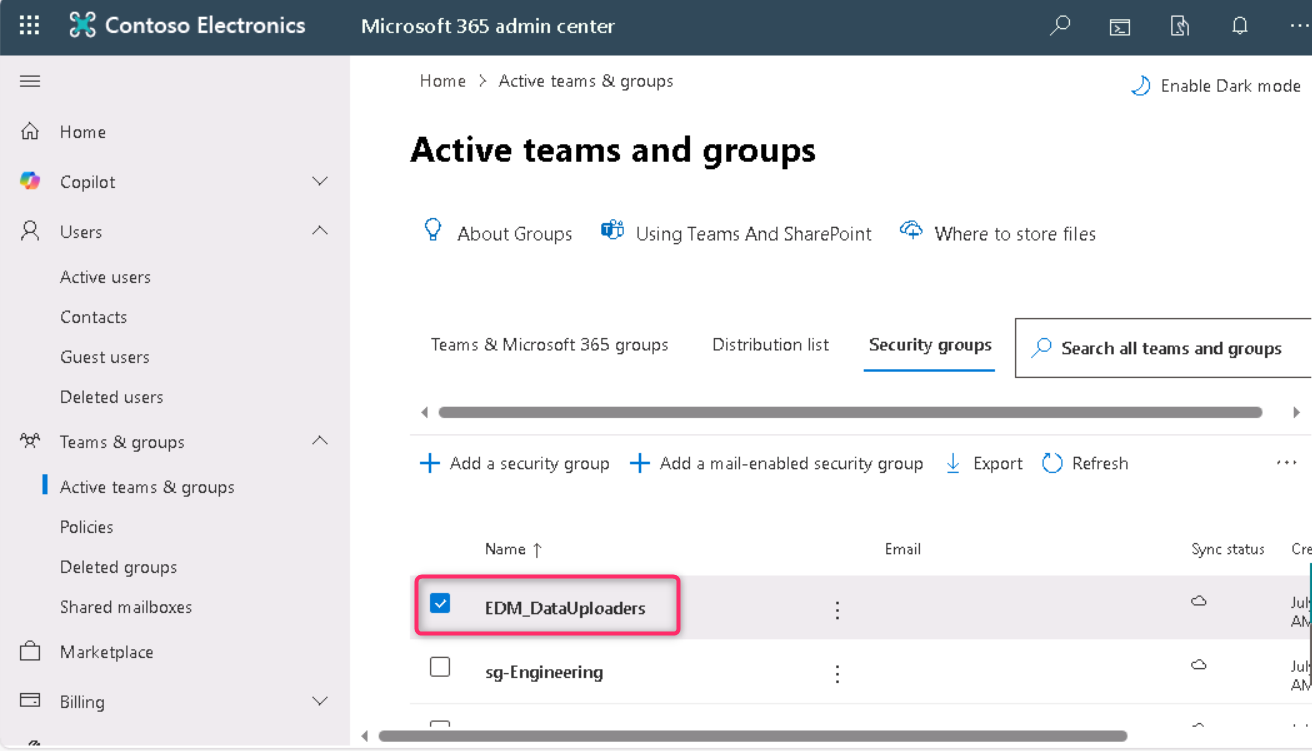 Contoso Electronics
Microsoft 365 admin center
Home
Copilot
Users
Active users
Contacts
Guest users
Deleted users
Teams & groups
Active teams & groups
Policies
Deleted groups
Shared mailboxes
Marketplace
Billing
Home > Active teams & groups
Enable Dark mode
Active teams and groups
About Groups Using Teams And SharePoint Where to store files
Teams & Microsoft 365 groups Distribution list Security groups Search all teams and groups
Add a security group Add a mail-enabled security group Export Refresh
Name ↑ Email Sync status
EDM_DataUploaders
AM
sg-Engineering
AM